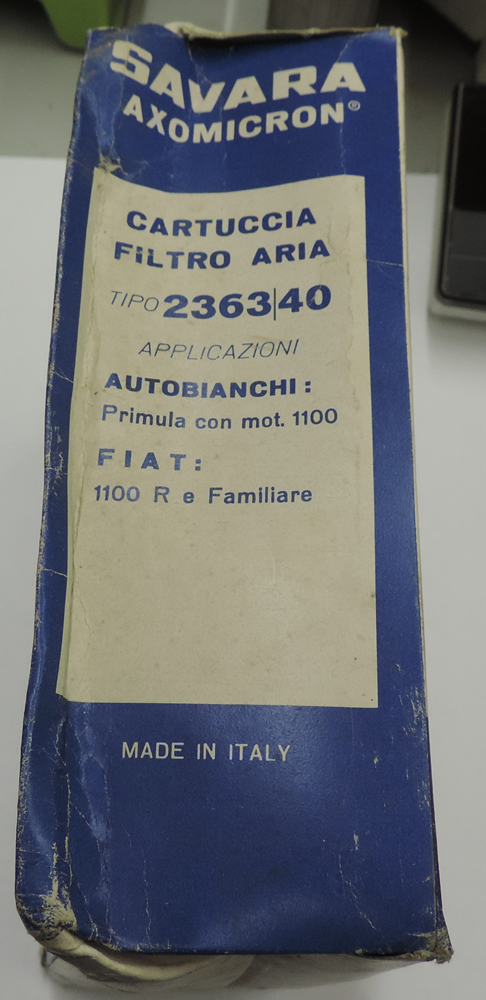 SAVARA
AXOMICRON®
CARTUCCIA
FILTRO ARIA
TIPO 2363|40
APPLICAZIONI
AUTOBIANCHI:
Primula con mot. 1100
FIAT:
1100 R e Familiare
MADE IN ITALY